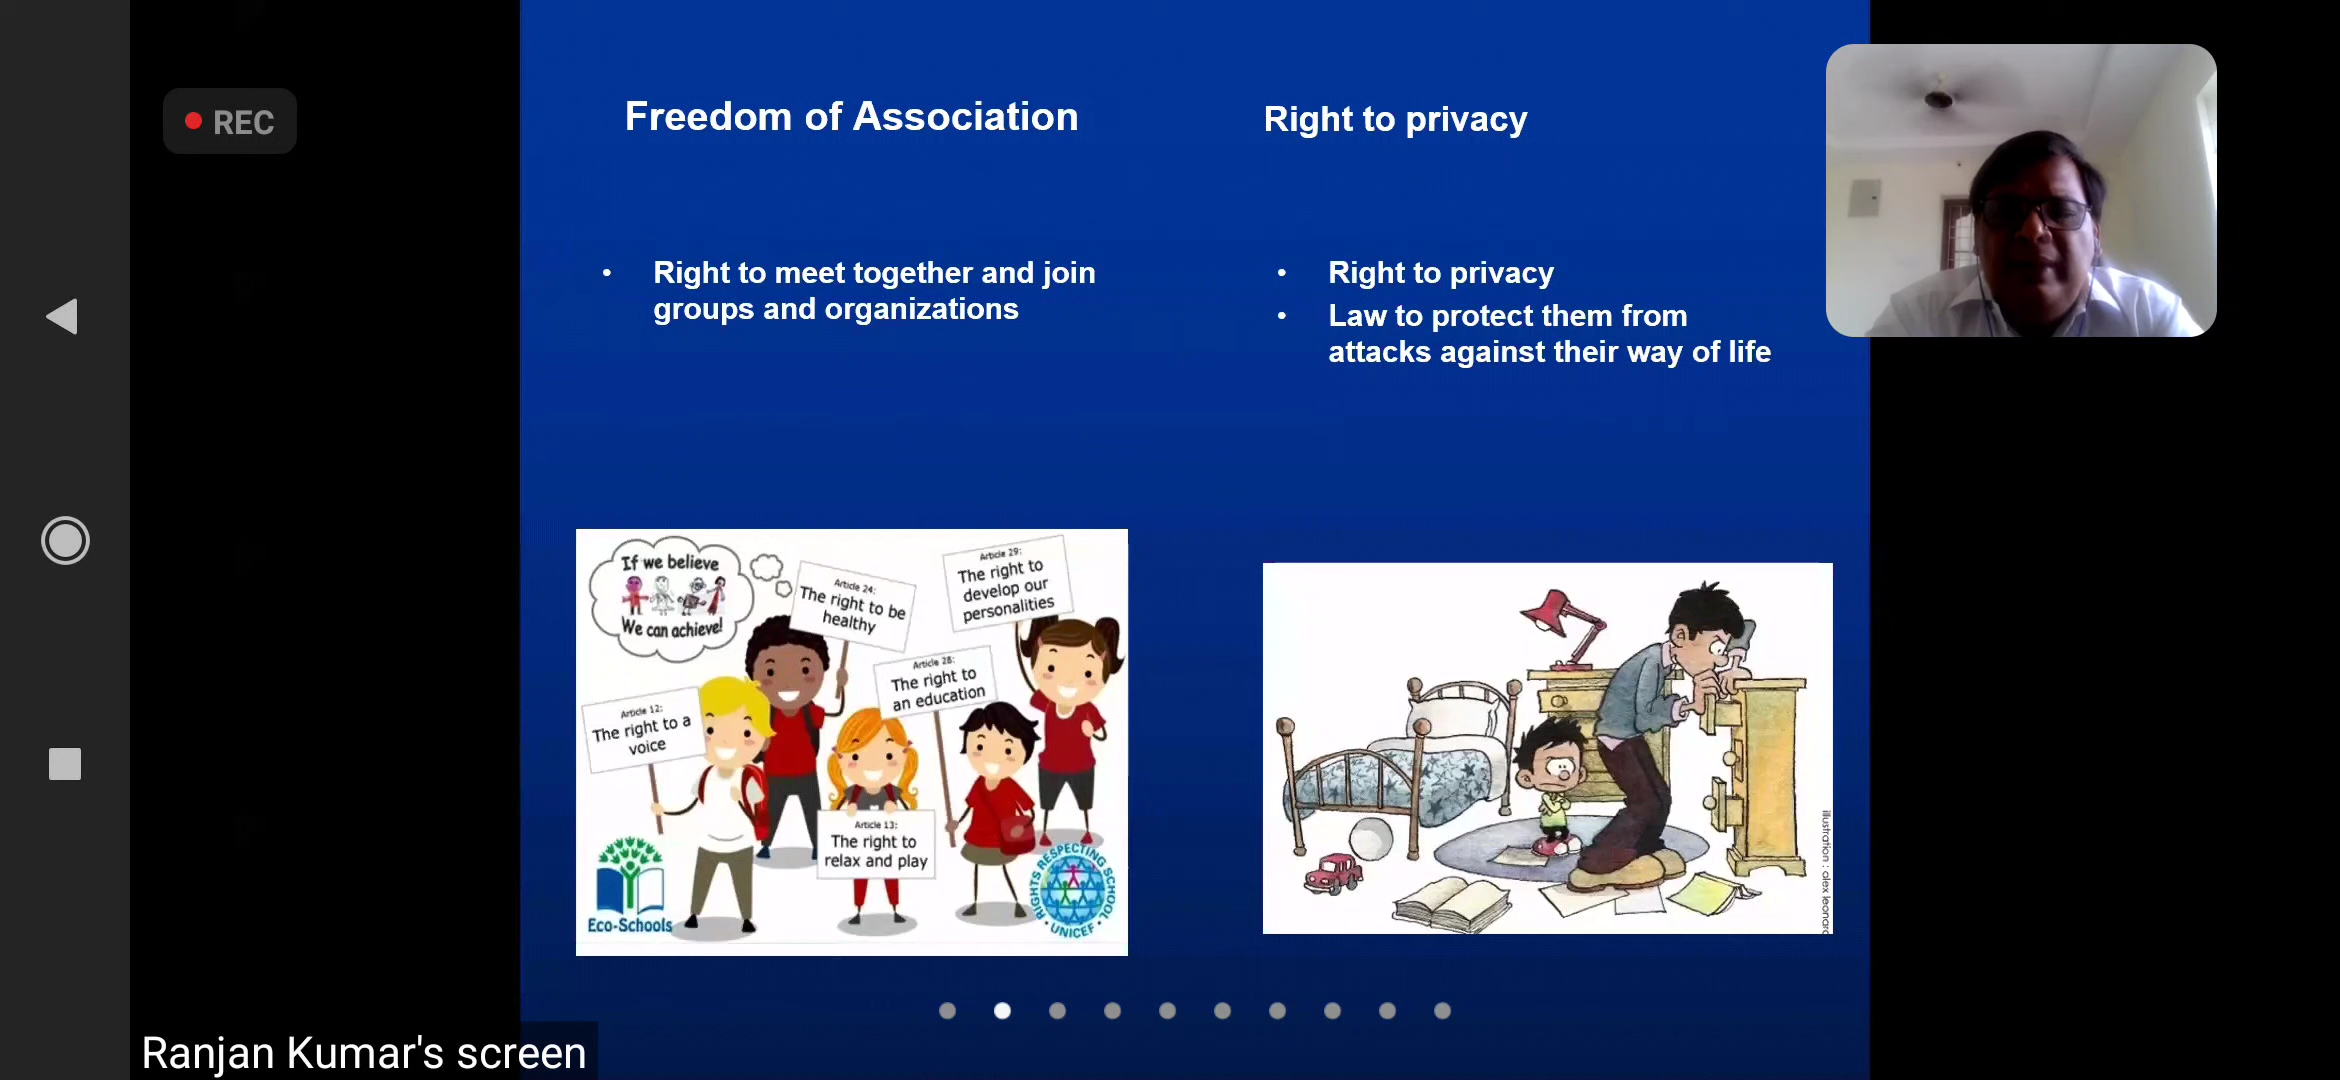 REC
Freedom of Association
Right to privacy
• Right to meet together and join
groups and organizations
• Right to privacy
• Law to protect them from
attacks against their way of life
If we believe
We can achieve!
Article 24:
The right to be
healthy
Article 29:
The right to
develop our
personalities
Article 28:
The right to
an education
Article 12:
The right to a
voice
Article 13:
The right to
relax and play
Eco-Schools
RIGHTS RESPECTING SCHOOL
• UNICEF •
illustration : alex leonard
Ranjan Kumar's screen